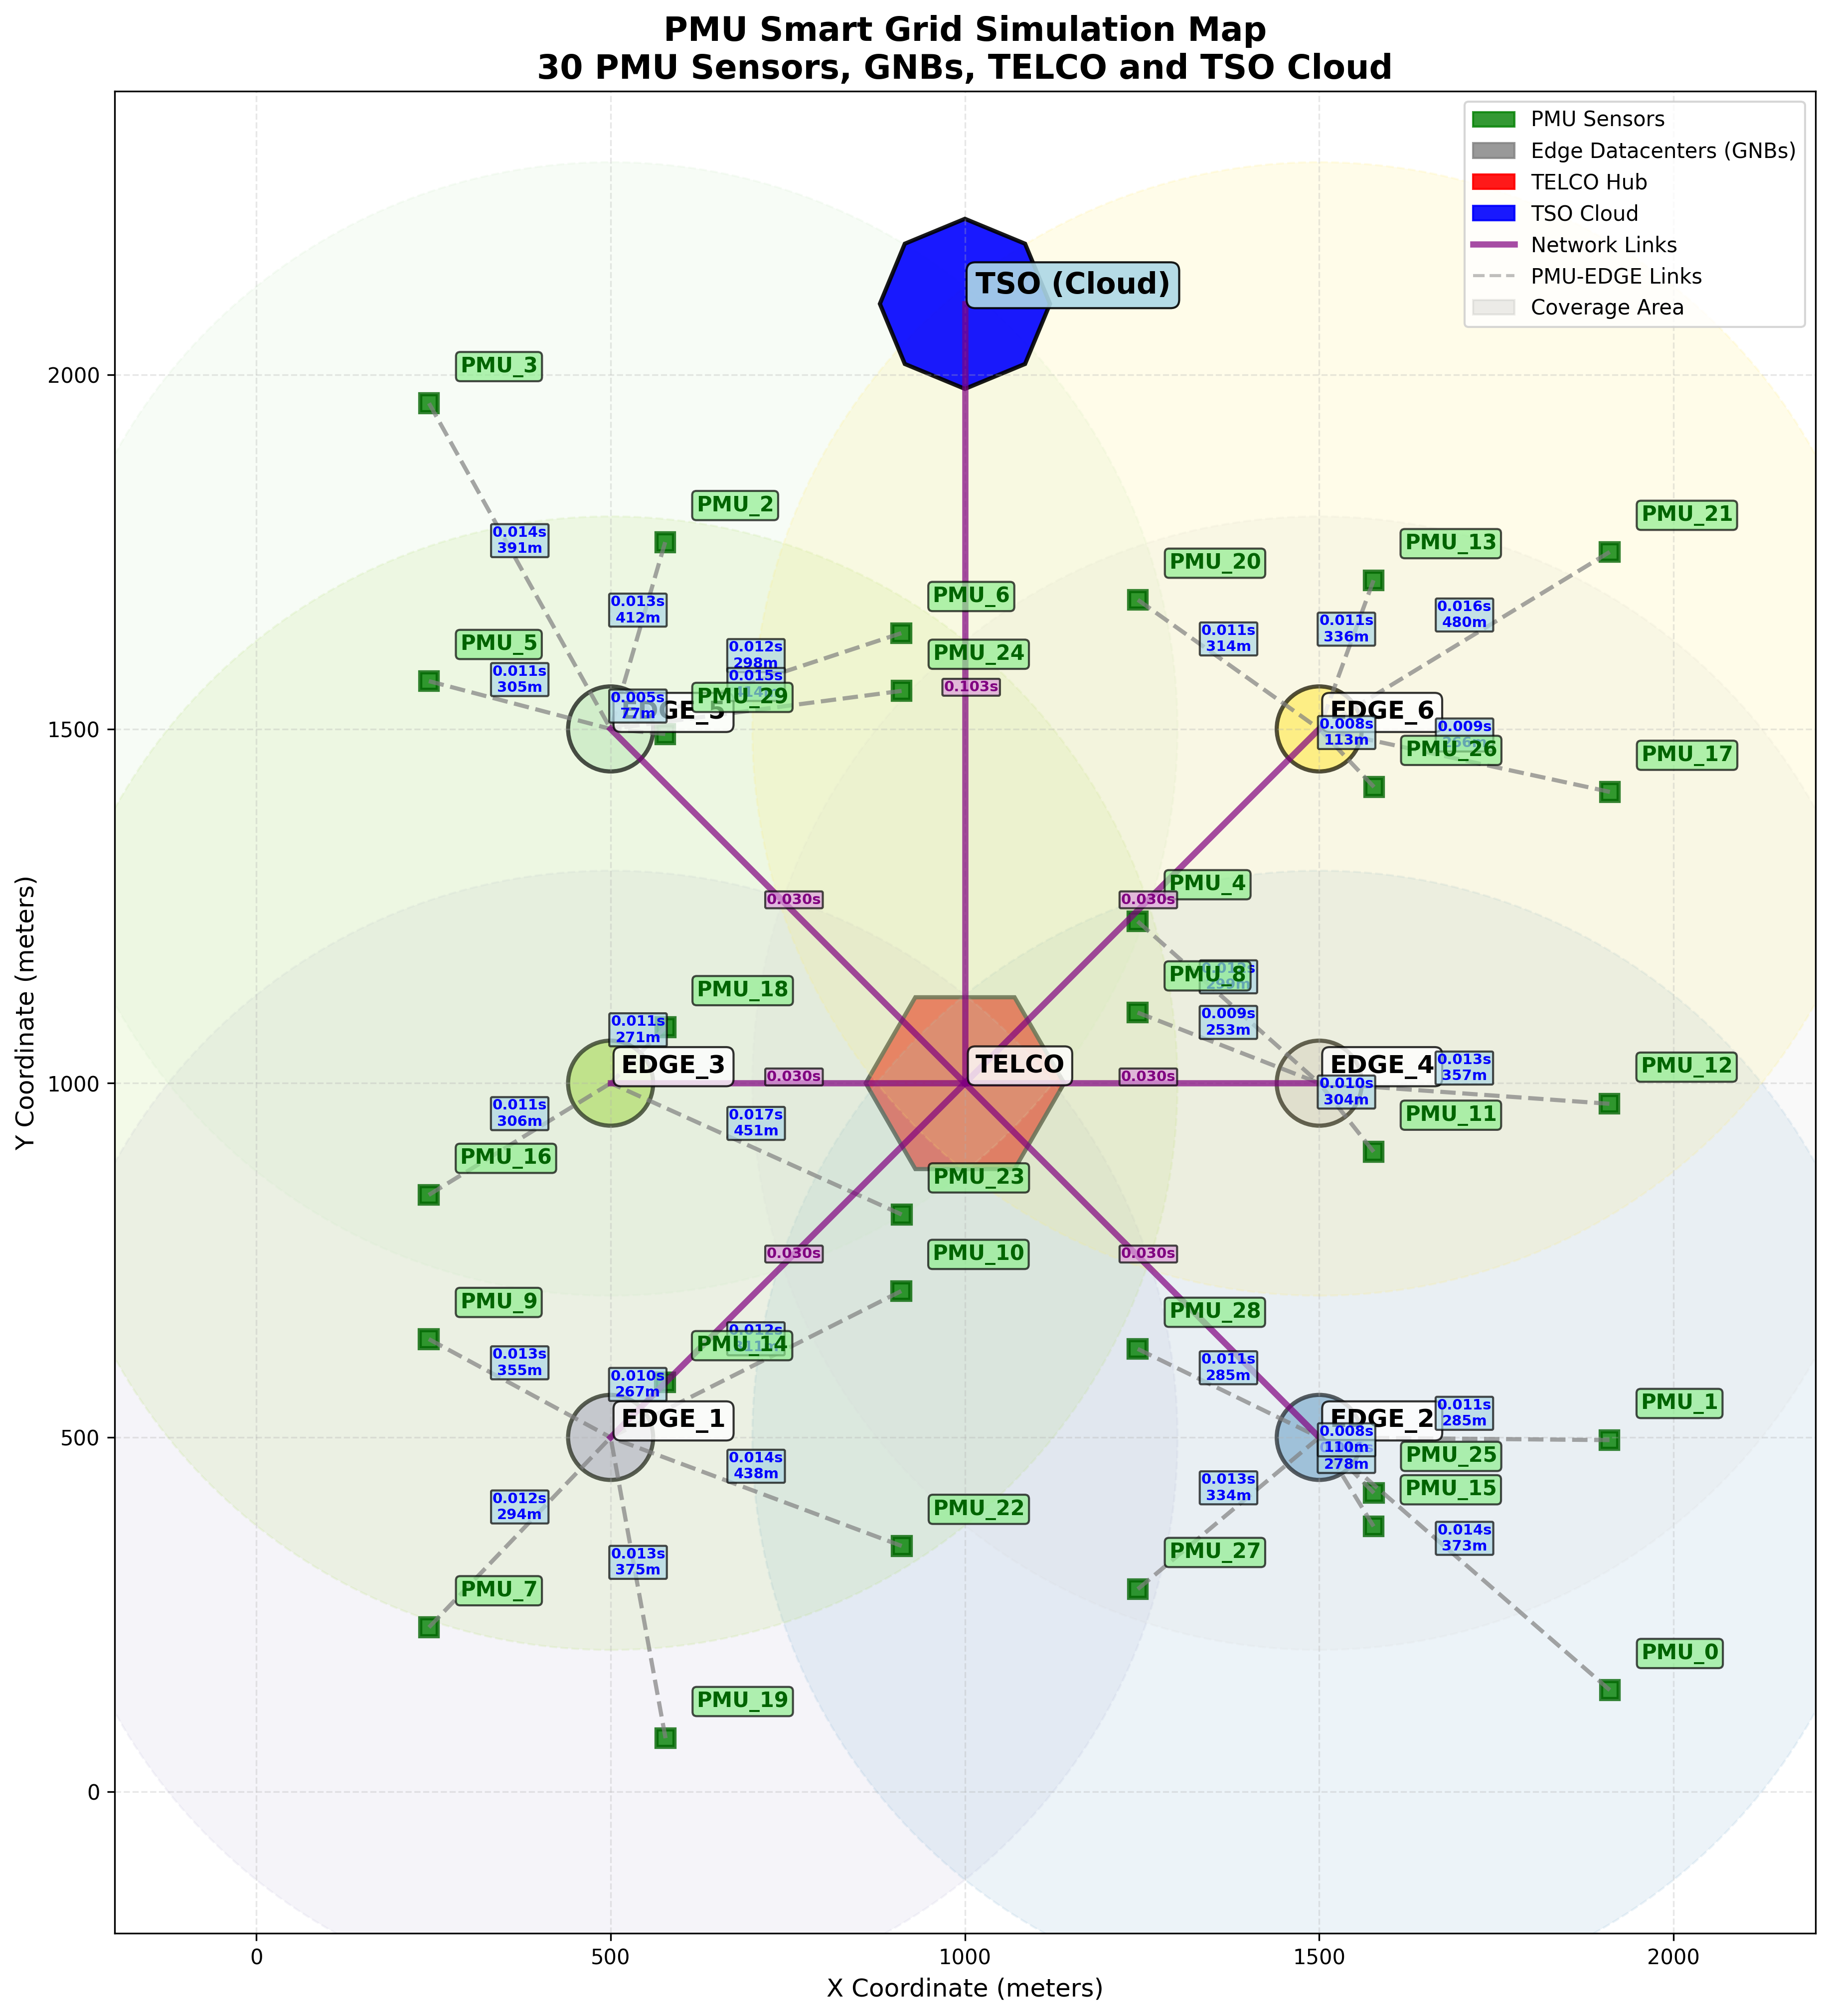 PMU Smart Grid Simulation Map
30 PMU Sensors, GNBs, TELCO and TSO Cloud
PMU Sensors
Edge Datacenters (GNBs)
TELCO Hub
TSO Cloud
Network Links
PMU-EDGE Links
Coverage Area
TSO (Cloud)
2000
PMU_3
PMU_2
PMU_21
0.014s
391m
PMU_13
PMU_20
0.013s
412m
PMU_6
0.016s
480m
0.011s
336m
0.011s
314m
PMU_5
0.012s
298m
PMU_24
0.011s
305m
0.015s
0.103s
PMU_29
0.005s
77m
EDGE_6
1500
0.008s
113m
0.009s
PMU_26
PMU_17
PMU_4
0.030s
0.030s
PMU_8
PMU_18
0.009s
253m
0.011s
271m
EDGE_3
TELCO
EDGE_4
0.013s
357m
PMU_12
1000
0.030s
0.030s
0.010s
304m
0.011s
306m
0.017s
451m
PMU_11
PMU_16
PMU_23
PMU_10
0.030s
0.030s
PMU_9
PMU_28
0.012s
PMU_14
0.013s
355m
0.011s
285m
0.010s
267m
EDGE_1
EDGE_2
0.011s
285m
PMU_1
500
0.008s
110m
278m
PMU_25
0.014s
438m
PMU_15
0.013s
334m
0.012s
294m
PMU_22
0.014s
373m
0.013s
375m
PMU_27
PMU_7
PMU_0
PMU_19
0
0
500
1000
1500
2000
X Coordinate (meters)
Y Coordinate (meters)